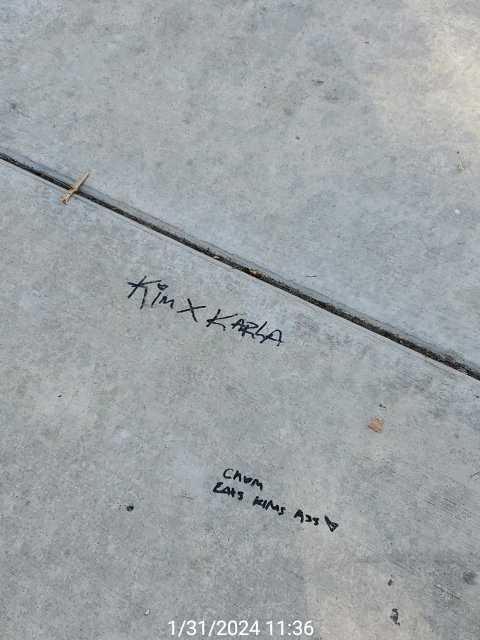 Kim X KARLA
CHUM
EATS KIMS ASS
1/31/2024 11:36